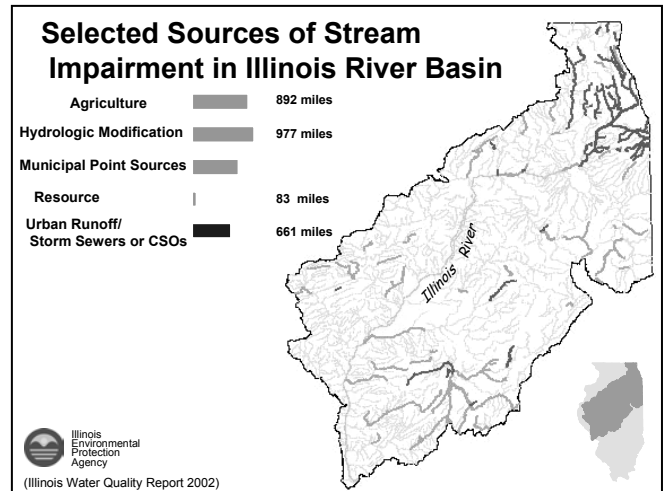 Selected Sources of Stream
Impairment in Illinois River Basin
Agriculture 892 miles
Hydrologic Modification 977 miles
Municipal Point Sources
Resource 83 miles
Urban Runoff/
Storm Sewers or CSOs 661 miles
Illinois River
Illinois
Environmental
Protection
Agency
(Illinois Water Quality Report 2002)